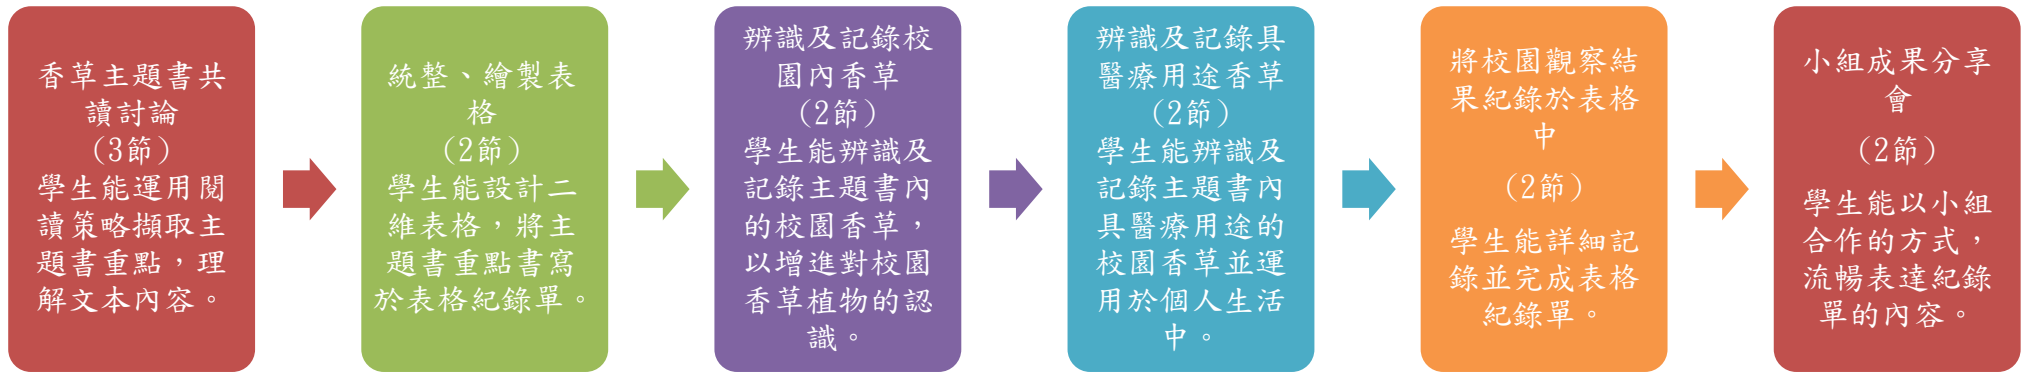 香草主題書共
讀討論
（3節）
學生能運用閱
讀策略擷取主
題書重點，理
解文本內容。
統整、繪製表
格
（2節）
學生能設計二
維表格，將主
題書重點書寫
於表格紀錄單。
辨識及記錄校
園內香草
（2節）
學生能辨識及
記錄主題書內
的校園香草，
以增進對校園
香草植物的認
識。
辨識及記錄具
醫療用途香草
（2節）
學生能辨識及
記錄主題書內
具醫療用途的
校園香草並運
用於個人生活
中。
將校園觀察結
果紀錄於表格
中
（2節）
學生能詳細記
錄並完成表格
紀錄單。
小組成果分享
會
（2節）
學生能以小組
合作的方式，
流暢表達紀錄
單的內容。